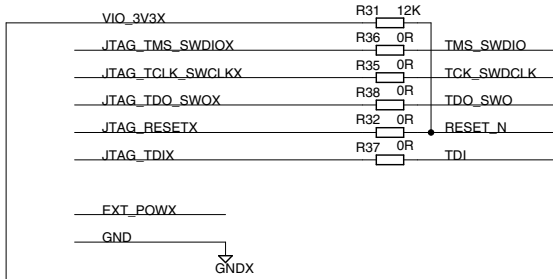 VIO_3V3X R31 12K
JTAG_TMS_SWDIOX R36 0R TMS_SWDIO
JTAG_TCLK_SWCLKX R35 0R TCK_SWDCLK
JTAG_TDO_SWOX R38 0R TDO_SWO
JTAG_RESETX R32 0R RESET_N
JTAG_TDIX R37 0R TDI
EXT_POWX
GND
GNDX